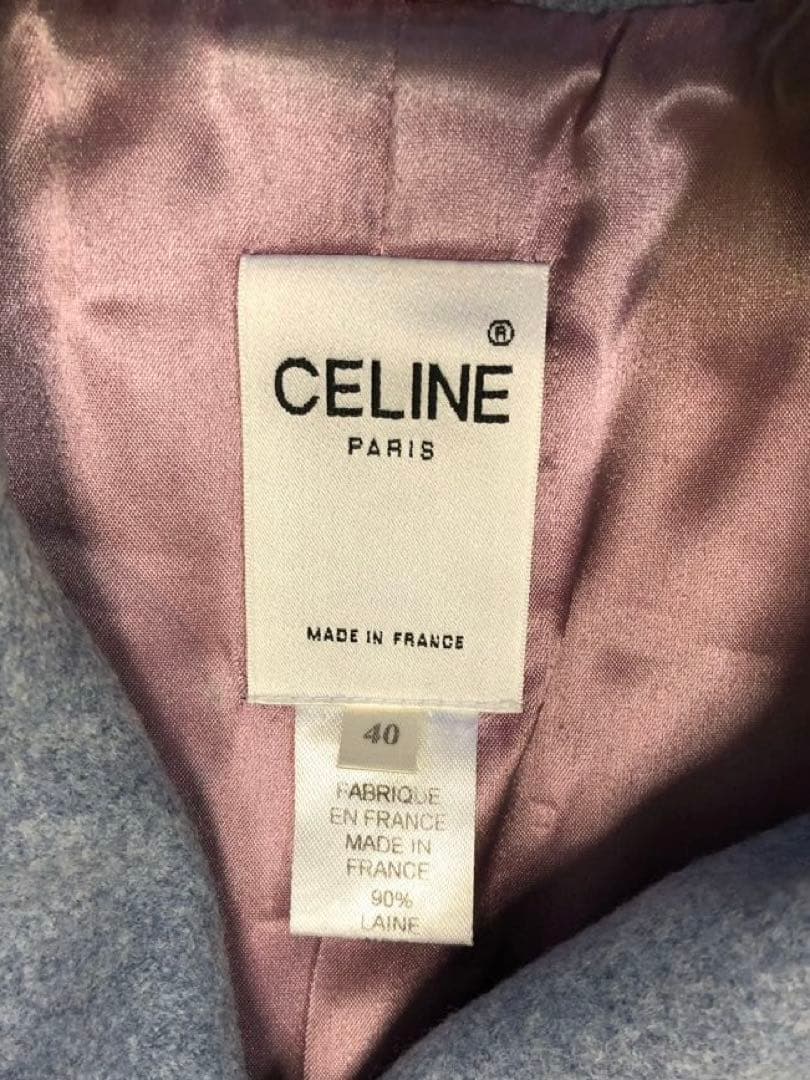 ®
CELINE
PARIS
MADE IN FRANCE
40
FABRIQUE
EN FRANCE
MADE IN
FRANCE
90%
LAINE